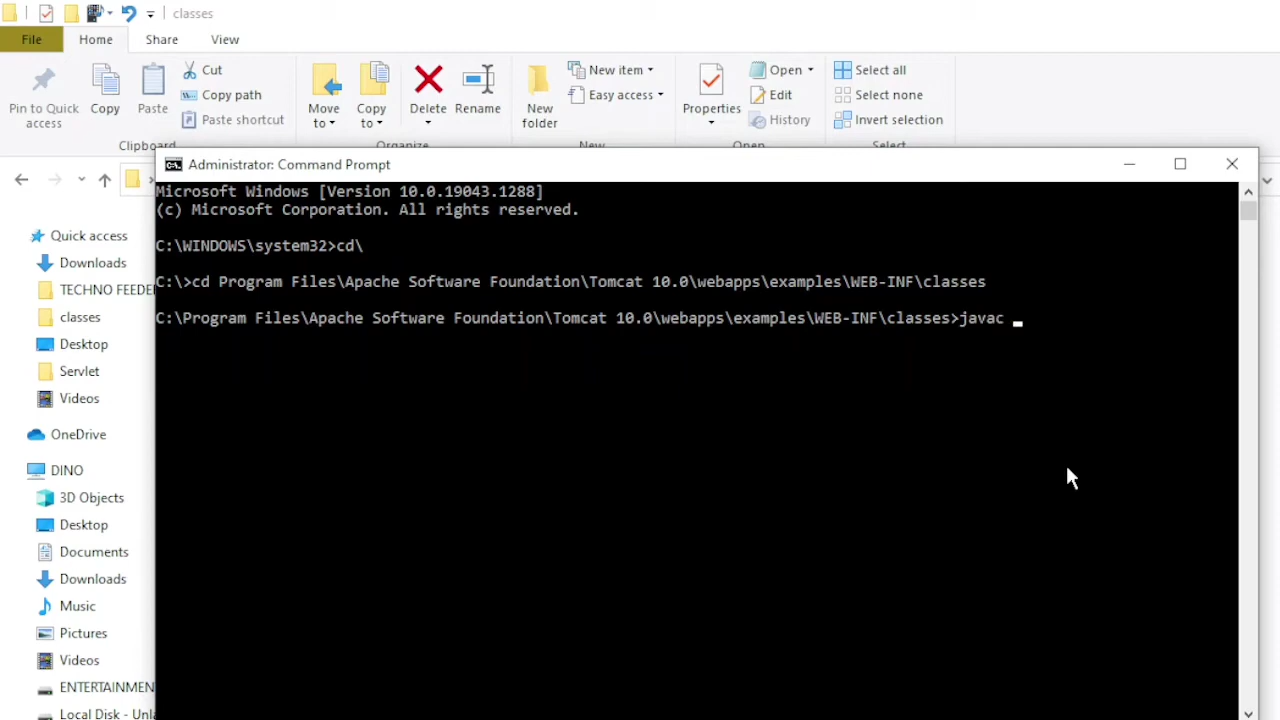 classes
File Home Share View
Pin to Quick access
Copy
Paste
Cut
Copy path
Paste shortcut
Move to
Copy to
Delete
Rename
New folder
New item
Easy access
Properties
Open
Edit
History
Select all
Select none
Invert selection
Clipboard Organize New Open Select
Administrator: Command Prompt
Microsoft Windows [Version 10.0.19043.1288]
(c) Microsoft Corporation. All rights reserved.
C:\WINDOWS\system32>cd\
C:\>cd Program Files\Apache Software Foundation\Tomcat 10.0\webapps\examples\WEB-INF\classes
C:\Program Files\Apache Software Foundation\Tomcat 10.0\webapps\examples\WEB-INF\classes>javac
Quick access
Downloads
TECHNO FEEDE
classes
Desktop
Servlet
Videos
OneDrive
DINO
3D Objects
Desktop
Documents
Downloads
Music
Pictures
Videos
ENTERTAINMEN
Local Disk - Unla